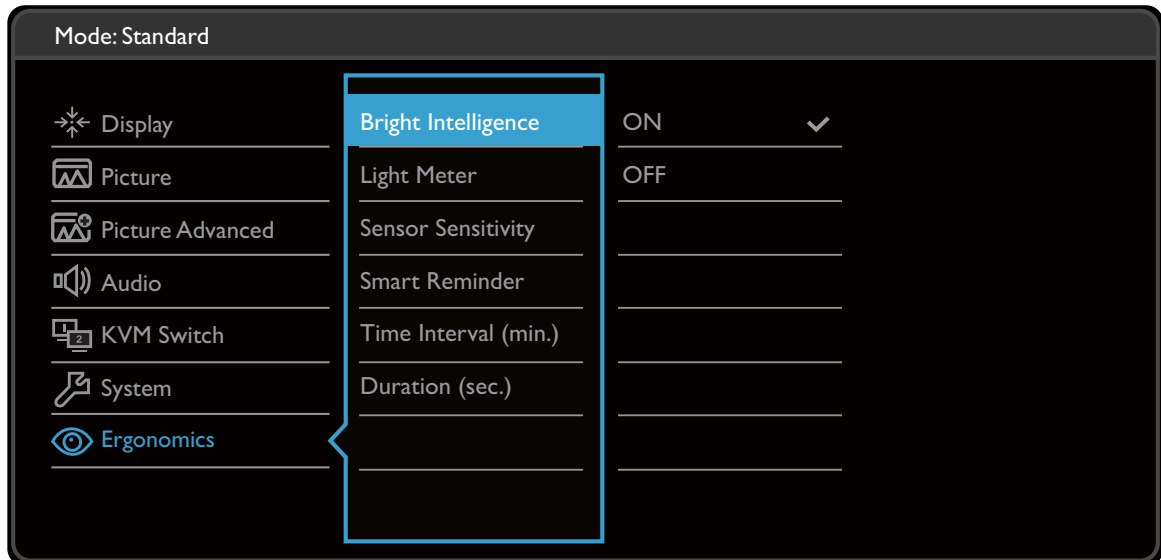 Mode: Standard
Display
Picture
Picture Advanced
Audio
2
KVM Switch
System
Ergonomics
Bright Intelligence
Light Meter
Sensor Sensitivity
Smart Reminder
Time Interval (min.)
Duration (sec.)
ON
OFF